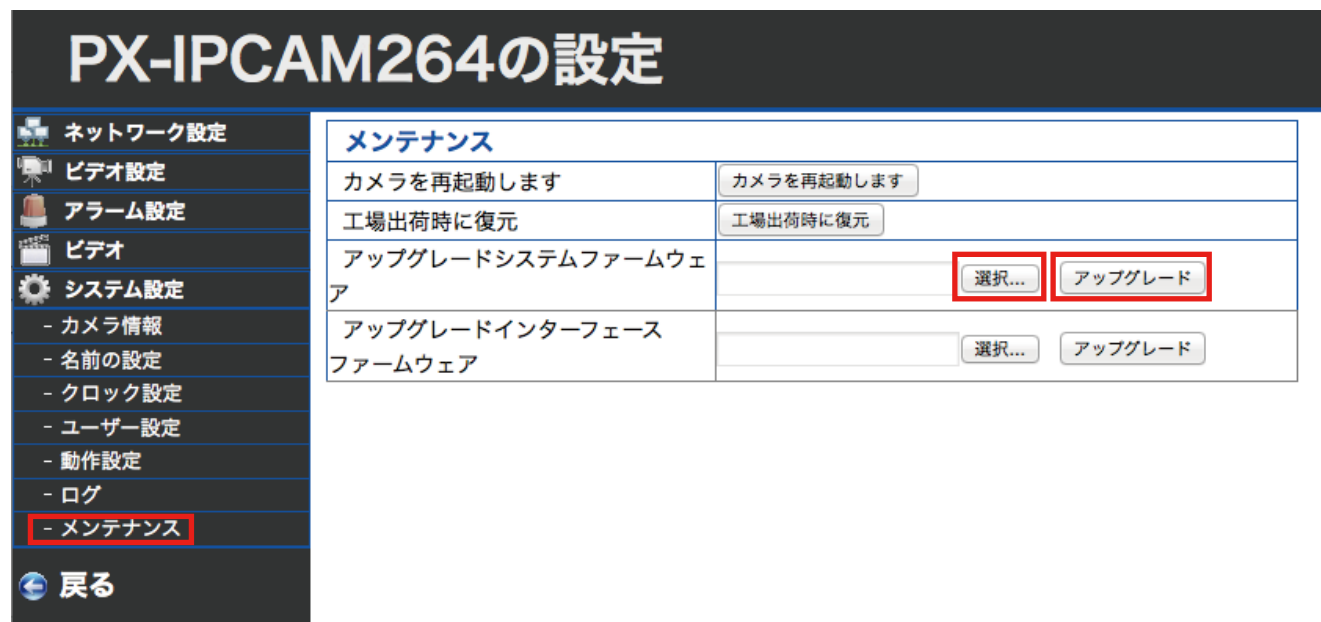 PX-IPCAM264の設定
ネットワーク設定
ビデオ設定
アラーム設定
ビデオ
システム設定
- カメラ情報
- 名前の設定
- クロック設定
- ユーザー設定
- 動作設定
- ログ
- メンテナンス
戻る
メンテナンス
カメラを再起動します カメラを再起動します
工場出荷時に復元 工場出荷時に復元
アップグレードシステムファームウェ
ア
選択... アップグレード
アップグレードインターフェース
ファームウェア
選択... アップグレード